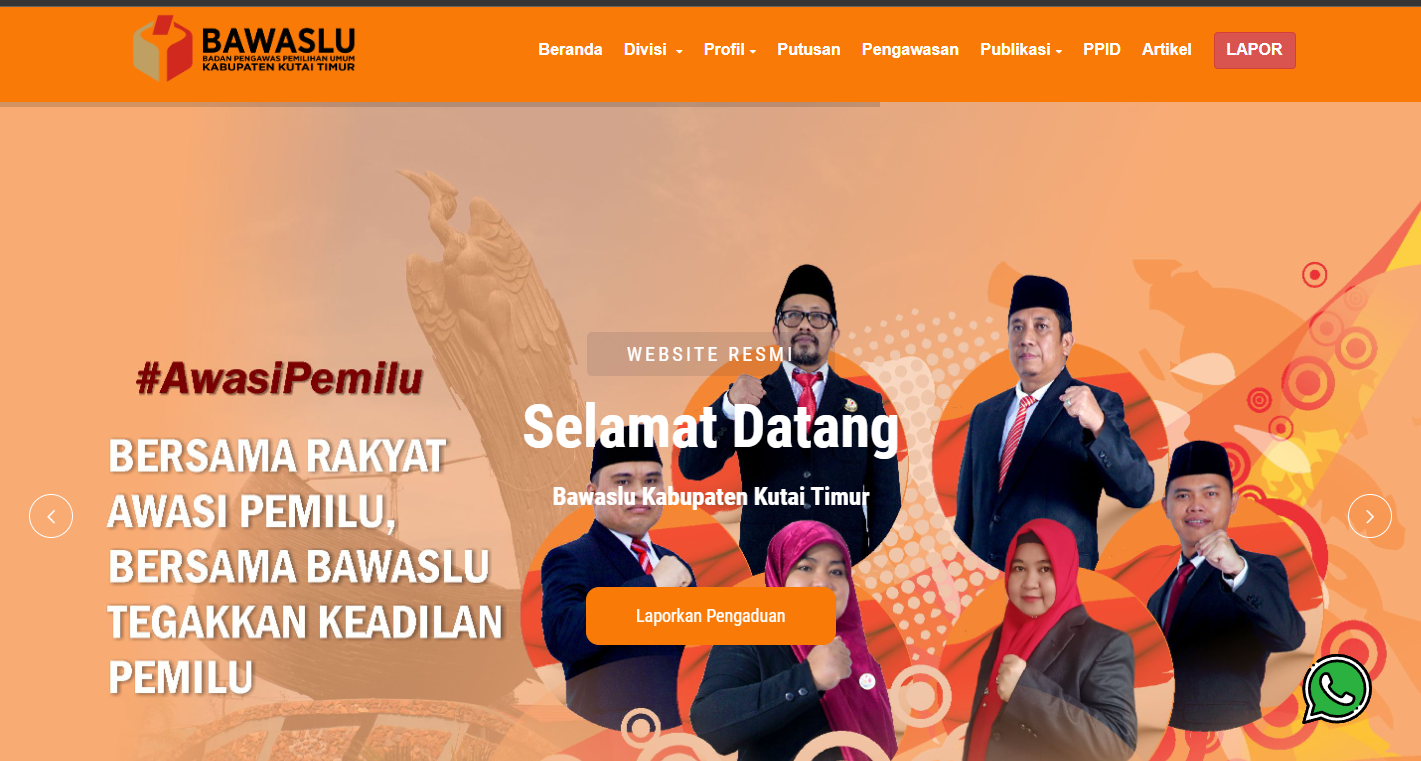 BAWASLU
BADAN PENGAWAS PEMILIHAN UMUM
KABUPATEN KUTAI TIMUR
Beranda Divisi Profil Putusan Pengawasan Publikasi PPID Artikel LAPOR
WEBSITE RESMI
Selamat Datang
Bawaslu Kabupaten Kutai Timur
Laporkan Pengaduan
#AwasiPemilu
BERSAMA RAKYAT
AWASI PEMILU,
BERSAMA BAWASLU
TEGAKKAN KEADILAN
PEMILU